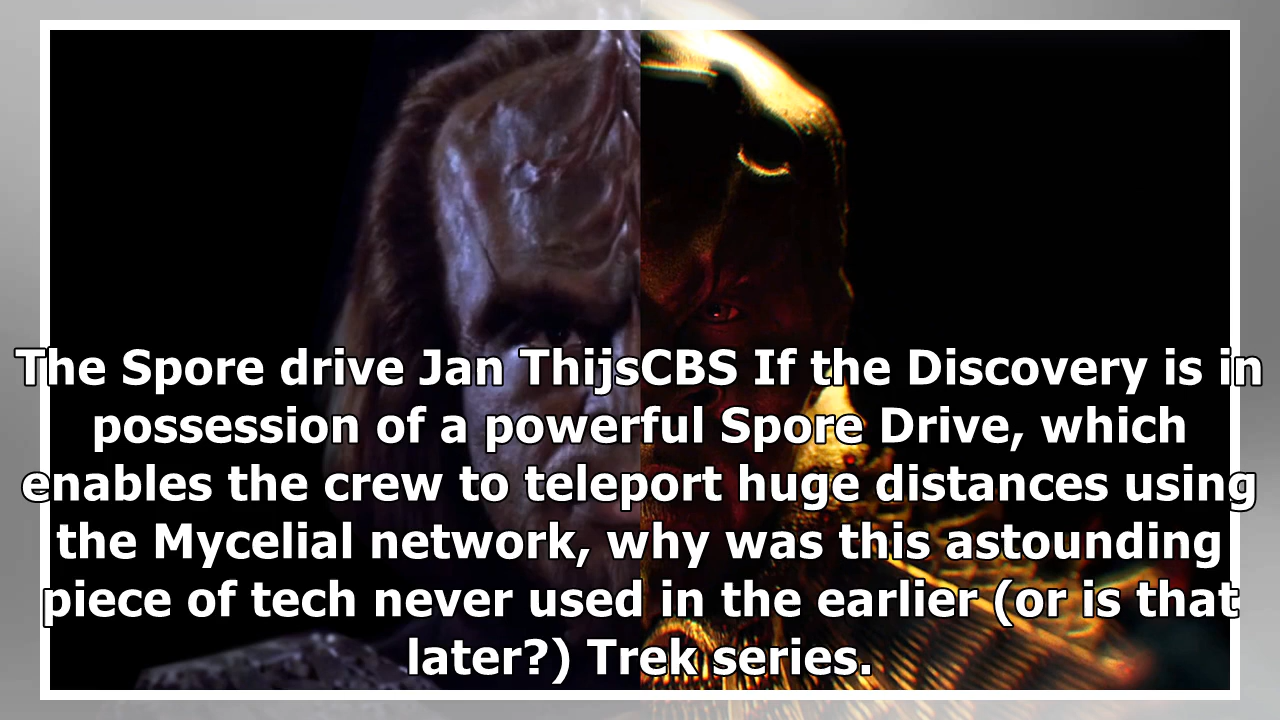 The Spore drive Jan ThijsCBS If the Discovery is in
possession of a powerful Spore Drive, which
enables the crew to teleport huge distances using
the Mycelial network, why was this astounding
piece of tech never used in the earlier (or is that
later?) Trek series.